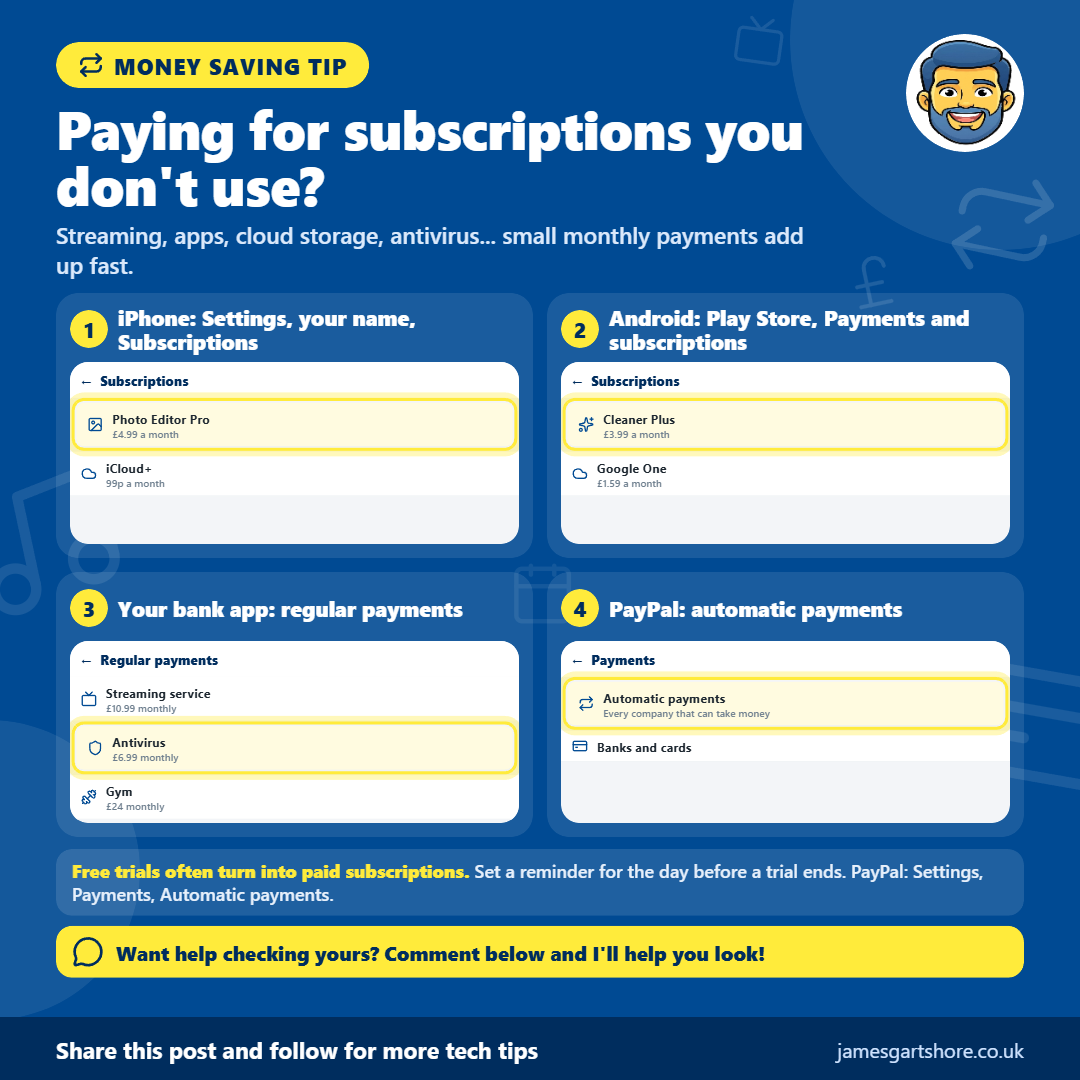 MONEY SAVING TIP
Paying for subscriptions you
don't use?
Streaming, apps, cloud storage, antivirus... small monthly payments add
up fast.
1
iPhone: Settings, your name,
Subscriptions
← Subscriptions
Photo Editor Pro
£4.99 a month
iCloud+
99p a month
2
Android: Play Store, Payments and
subscriptions
← Subscriptions
Cleaner Plus
£3.99 a month
Google One
£1.59 a month
3
Your bank app: regular payments
← Regular payments
Streaming service
£10.99 monthly
Antivirus
£6.99 monthly
Gym
£24 monthly
4
PayPal: automatic payments
← Payments
Automatic payments
Every company that can take money
Banks and cards
Free trials often turn into paid subscriptions. Set a reminder for the day before a trial ends. PayPal: Settings,
Payments, Automatic payments.
Want help checking yours? Comment below and I'll help you look!
Share this post and follow for more tech tips
jamesgartshore.co.uk